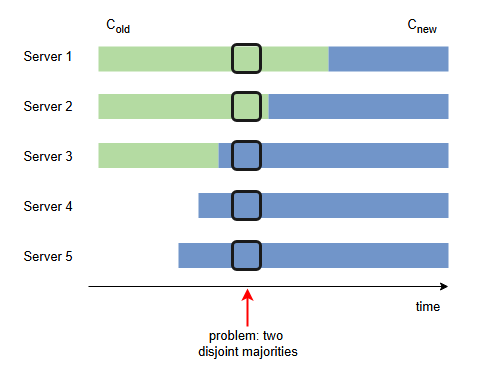 Cold Cnew
Server 1
Server 2
Server 3
Server 4
Server 5
time
problem: two
disjoint majorities